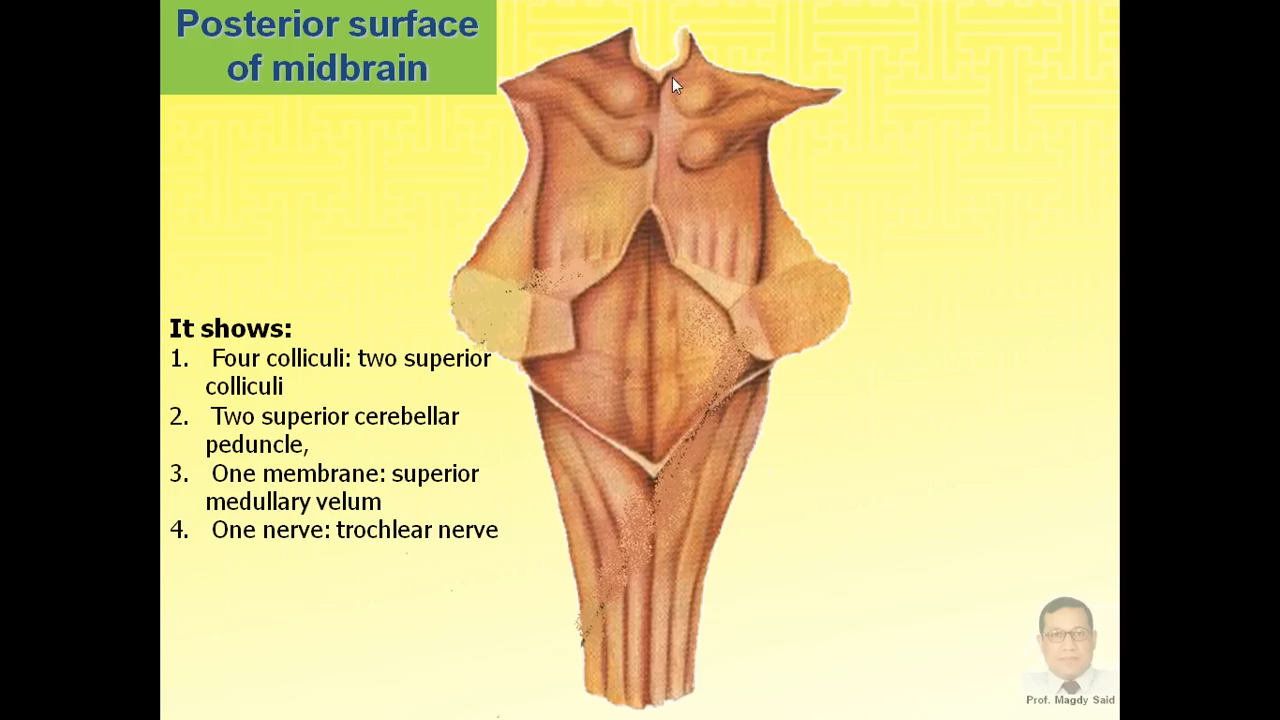 Posterior surface
of midbrain
It shows:
1. Four colliculi: two superior
colliculi
2. Two superior cerebellar
peduncle,
3. One membrane: superior
medullary velum
4. One nerve: trochlear nerve
Prof. Magdy Said